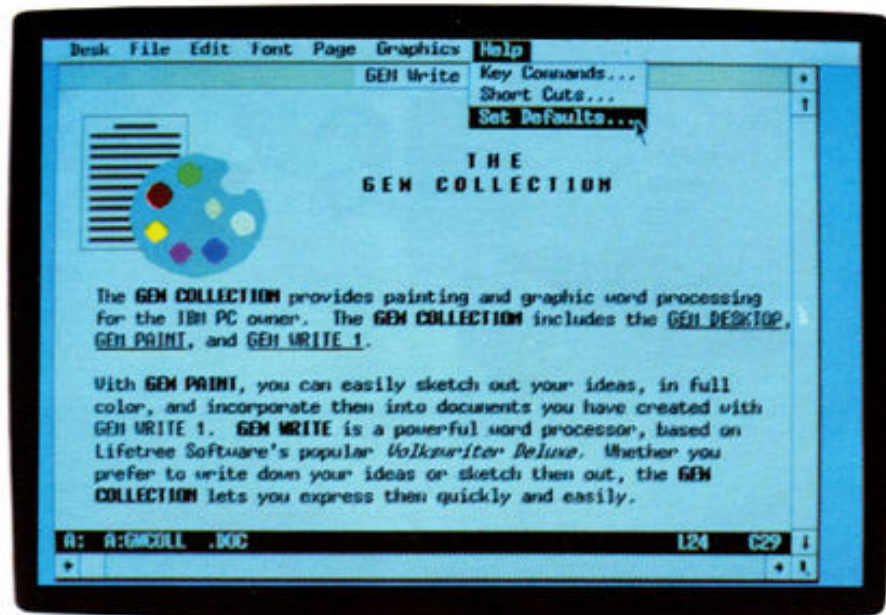 Desk File Edit Font Page Graphics Help
GEM Write
Key Commands...
Short Cuts...
Set Defaults...
THE
GEM COLLECTION
The GEM COLLECTION provides painting and graphic word processing
for the IBM PC owner. The GEM COLLECTION includes the GEM DESKTOP,
GEM PAINT, and GEM WRITE 1.
With GEM PAINT, you can easily sketch out your ideas, in full
color, and incorporate them into documents you have created with
GEM WRITE 1. GEM WRITE is a powerful word processor, based on
Lifetree Software's popular Volkswriter Deluxe. Whether you
prefer to write down your ideas or sketch them out, the GEM
COLLECTION lets you express them quickly and easily.
A: A:GWCOLL .DOC L24 C29